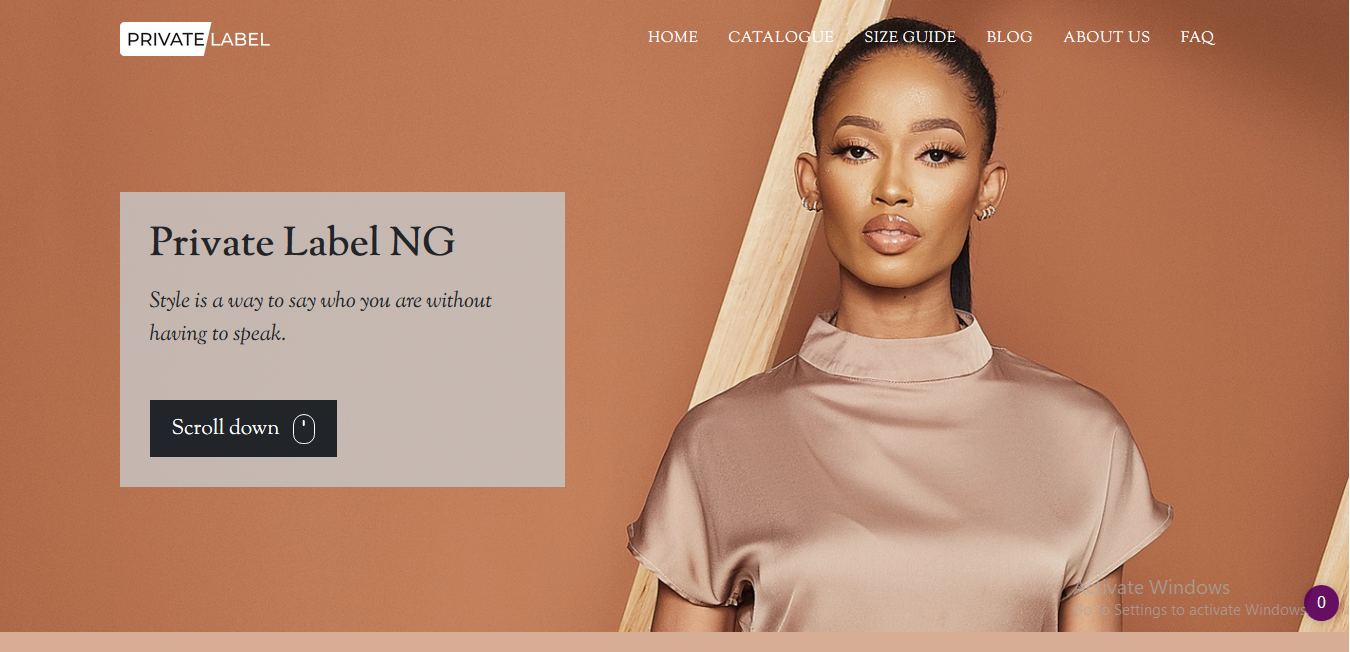 PRIVATE LABEL
HOME CATALOGUE SIZE GUIDE BLOG ABOUT US FAQ
Private Label NG
Style is a way to say who you are without
having to speak.
Scroll down
Activate Windows
Go to Settings to activate Windows.
0